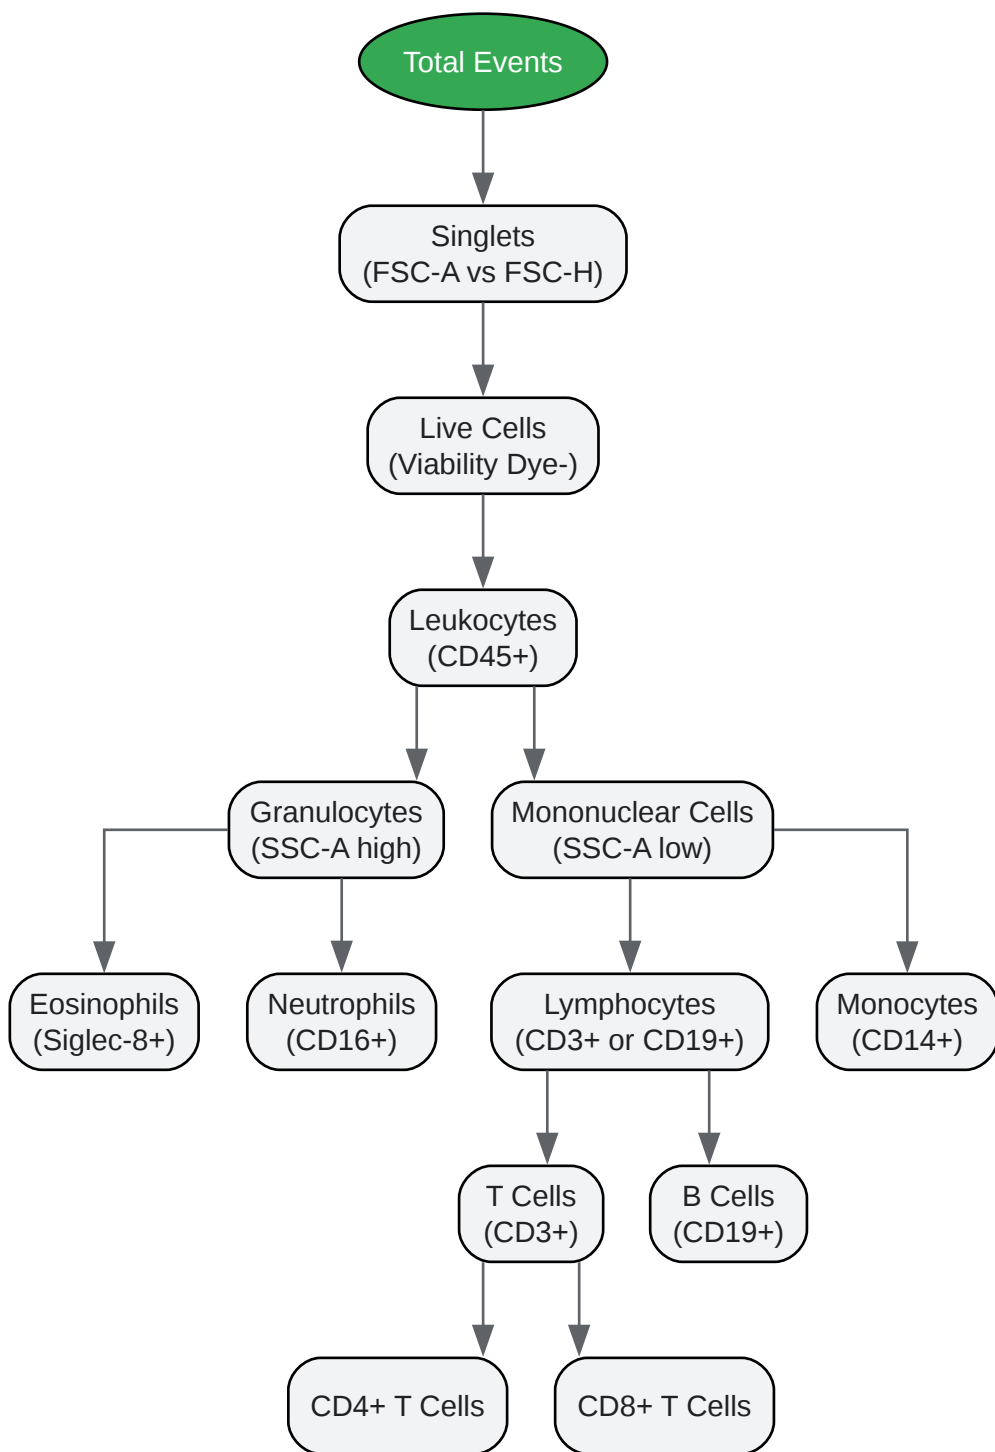 Total Events
Singlets
(FSC-A vs FSC-H)
Live Cells
(Viability Dye-)
Leukocytes
(CD45+)
Granulocytes
(SSC-A high)
Mononuclear Cells
(SSC-A low)
Eosinophils
(Siglec-8+)
Neutrophils
(CD16+)
Lymphocytes
(CD3+ or CD19+)
Monocytes
(CD14+)
T Cells
(CD3+)
B Cells
(CD19+)
CD4+ T Cells
CD8+ T Cells